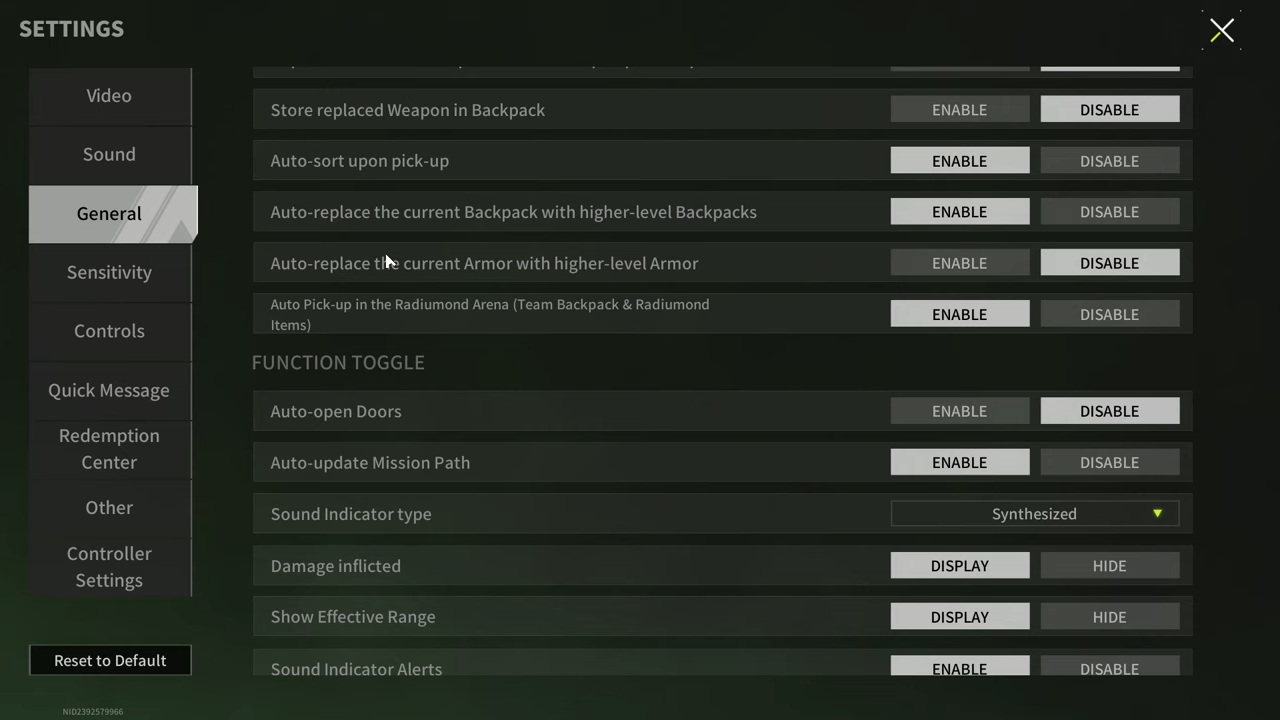 SETTINGS
Video
Sound
General
Sensitivity
Controls
Quick Message
Redemption
Center
Other
Controller
Settings
Reset to Default
NID2392579966
Store replaced Weapon in Backpack ENABLE DISABLE
Auto-sort upon pick-up ENABLE DISABLE
Auto-replace the current Backpack with higher-level Backpacks ENABLE DISABLE
Auto-replace the current Armor with higher-level Armor ENABLE DISABLE
Auto Pick-up in the Radiumond Arena (Team Backpack & Radiumond
Items) ENABLE DISABLE
FUNCTION TOGGLE
Auto-open Doors ENABLE DISABLE
Auto-update Mission Path ENABLE DISABLE
Sound Indicator type Synthesized
Damage inflicted DISPLAY HIDE
Show Effective Range DISPLAY HIDE
Sound Indicator Alerts ENABLE DISABLE